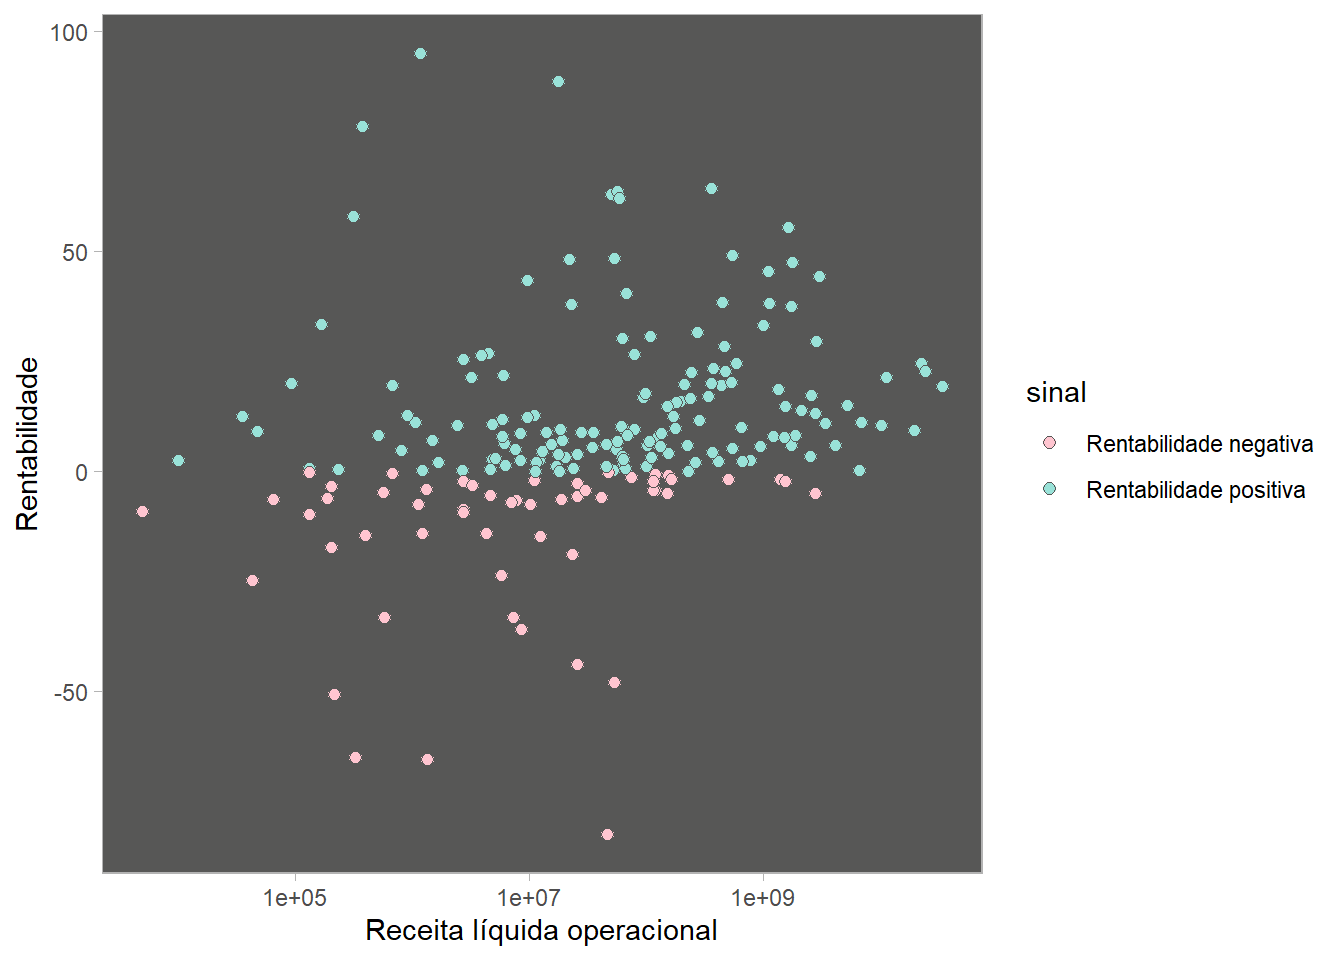 100
50
0
-50
Rentabilidade
1e+05
1e+07
1e+09
Receita líquida operacional
sinal
Rentabilidade negativa
Rentabilidade positiva